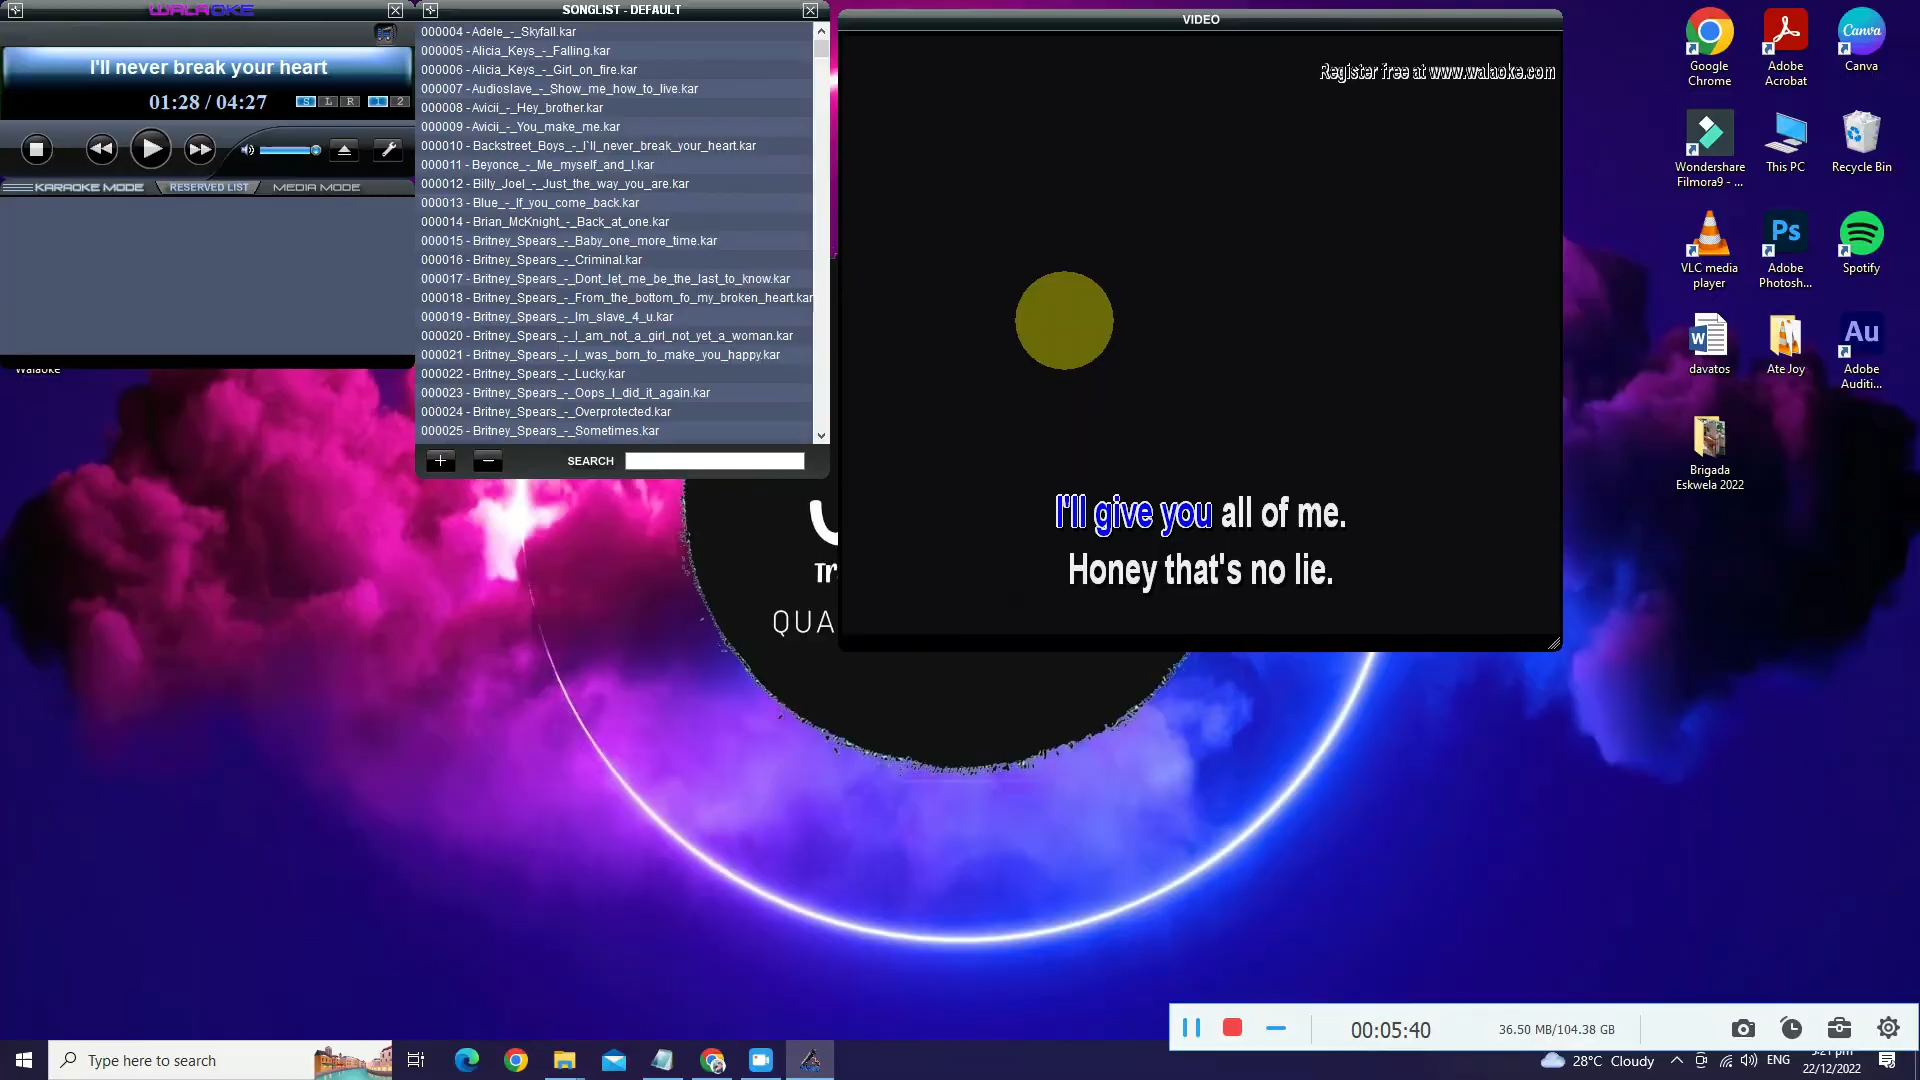 WALAOKE
I'll never break your heart
01:28 / 04:27
S L R 1 2
KARAOKE MODE
RESERVED LIST
MEDIA MODE
Walaoke
SONGLIST - DEFAULT
000004 - Adele_-_Skyfall.kar
000005 - Alicia_Keys_-_Falling.kar
000006 - Alicia_Keys_-_Girl_on_fire.kar
000007 - Audioslave_-_Show_me_how_to_live.kar
000008 - Avicii_-_Hey_brother.kar
000009 - Avicii_-_You_make_me.kar
000010 - Backstreet_Boys_-_I`ll_never_break_your_heart.kar
000011 - Beyonce_-_Me_myself_and_I.kar
000012 - Billy_Joel_-_Just_the_way_you_are.kar
000013 - Blue_-_If_you_come_back.kar
000014 - Brian_McKnight_-_Back_at_one.kar
000015 - Britney_Spears_-_Baby_one_more_time.kar
000016 - Britney_Spears_-_Criminal.kar
000017 - Britney_Spears_-_Dont_let_me_be_the_last_to_know.kar
000018 - Britney_Spears_-_From_the_bottom_fo_my_broken_heart.kar
000019 - Britney_Spears_-_Im_slave_4_u.kar
000020 - Britney_Spears_-_I_am_not_a_girl_not_yet_a_woman.kar
000021 - Britney_Spears_-_I_was_born_to_make_you_happy.kar
000022 - Britney_Spears_-_Lucky.kar
000023 - Britney_Spears_-_Oops_I_did_it_again.kar
000024 - Britney_Spears_-_Overprotected.kar
000025 - Britney_Spears_-_Sometimes.kar
SEARCH
VIDEO
Register free at www.walaoke.com
I'll give you all of me.
Honey that's no lie.
QUA
Google Chrome
Adobe Acrobat
Canva
Wondershare Filmora9 - ...
This PC
Recycle Bin
VLC media player
Adobe Photosh...
Spotify
davatos
Ate Joy
Adobe Auditi...
Brigada Eskwela 2022
00:05:40
36.50 MB/104.38 GB
Type here to search
28°C Cloudy
ENG
22/12/2022